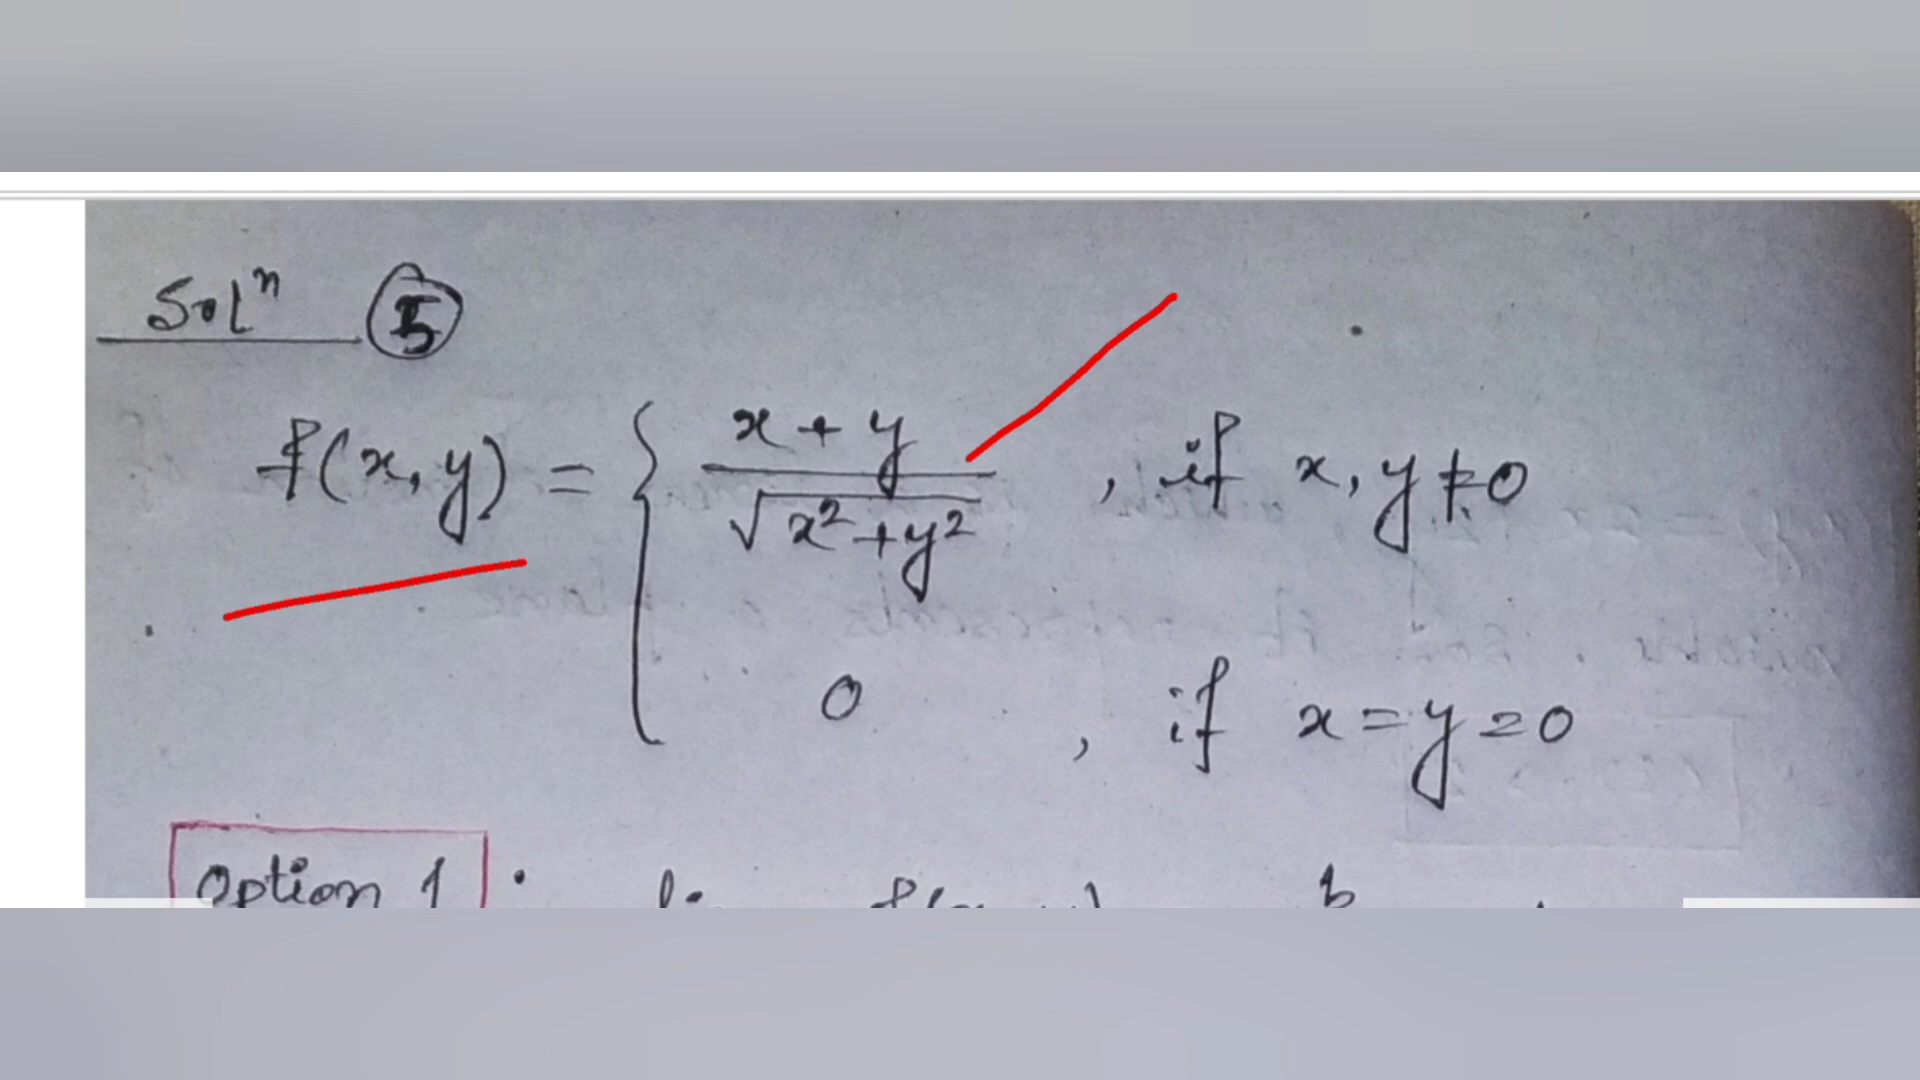 Solⁿ 5
f(x, y) = { x + y / √x² + y² , if x, y ≠ 0
0 , if x = y = 0
Option 1 :